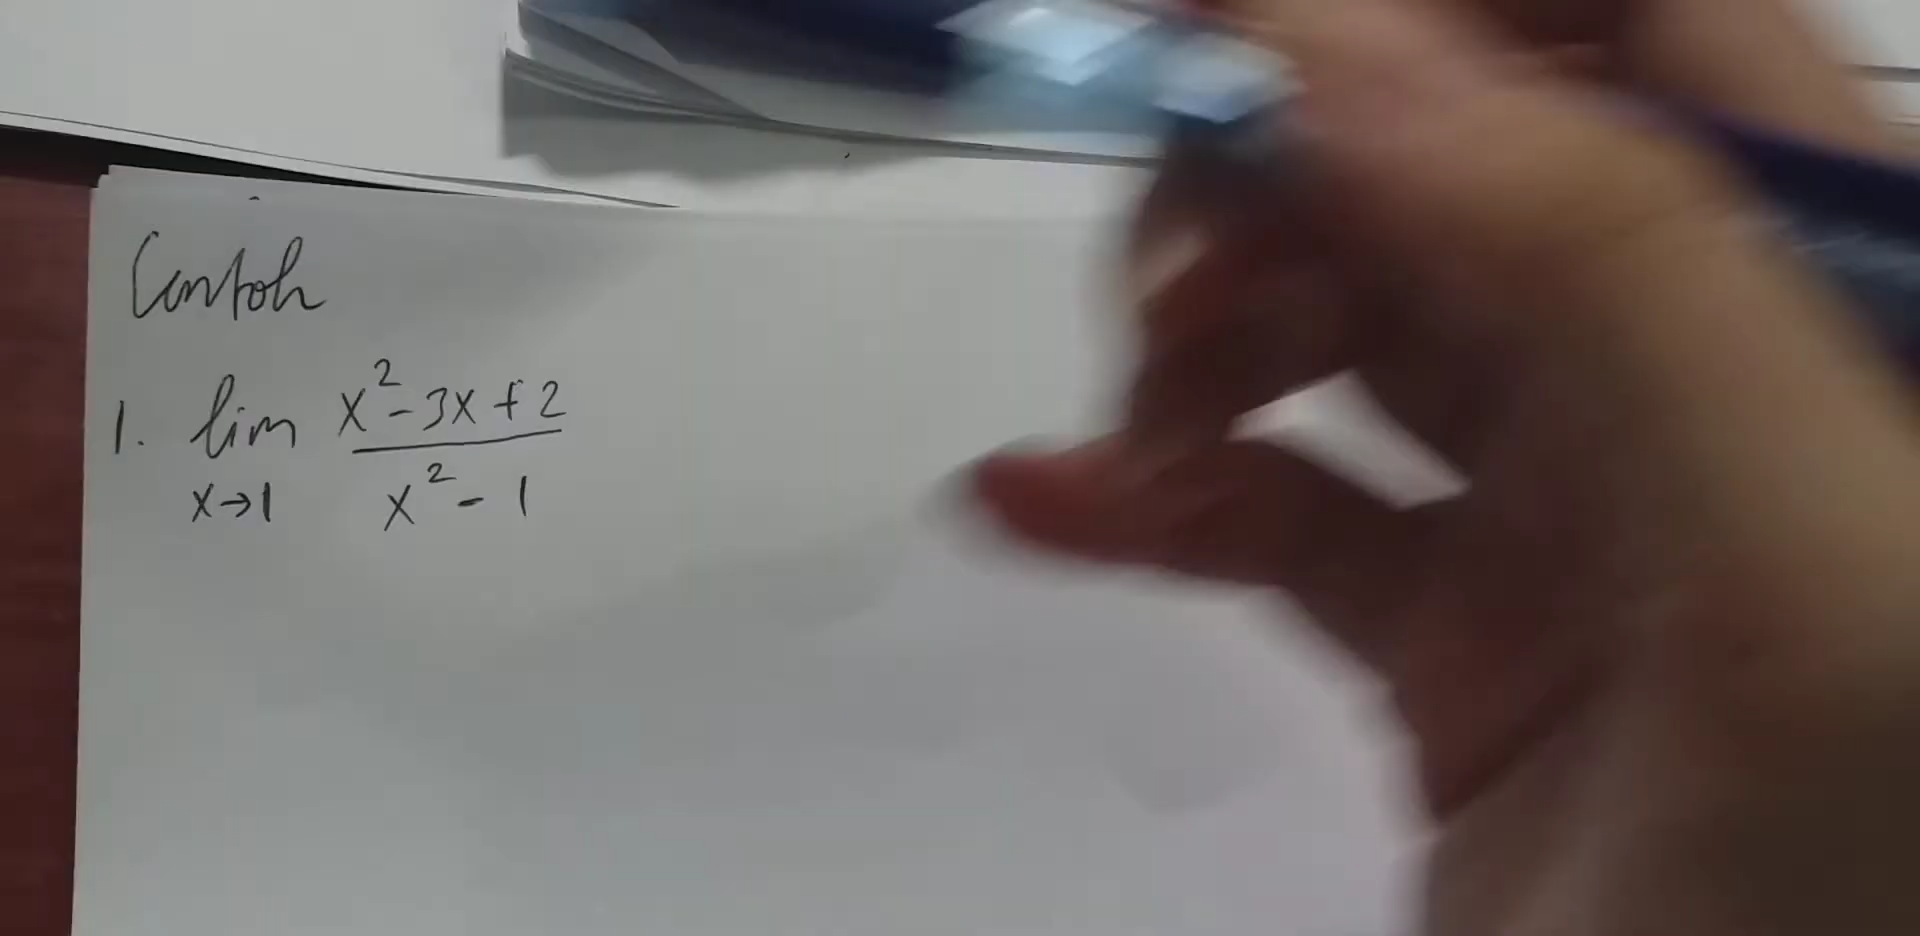 Contoh
1. lim x² - 3x + 2
x→1 x² - 1